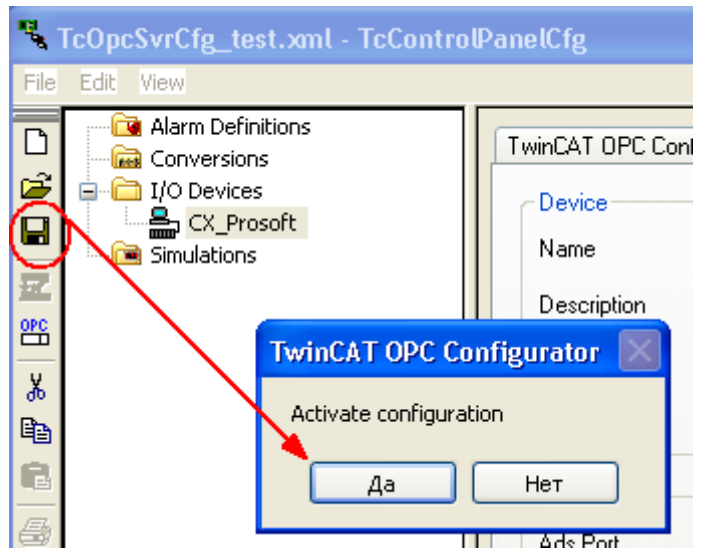 TcOpcSvrCfg_test.xml - TcControlPanelCfg
File Edit View
Alarm Definitions
Conversions
I/O Devices
CX_Prosoft
Simulations
OPC
TwinCAT OPC Conf
Device
Name
Description
TwinCAT OPC Configurator
Activate configuration
Да Нет
Ads Port